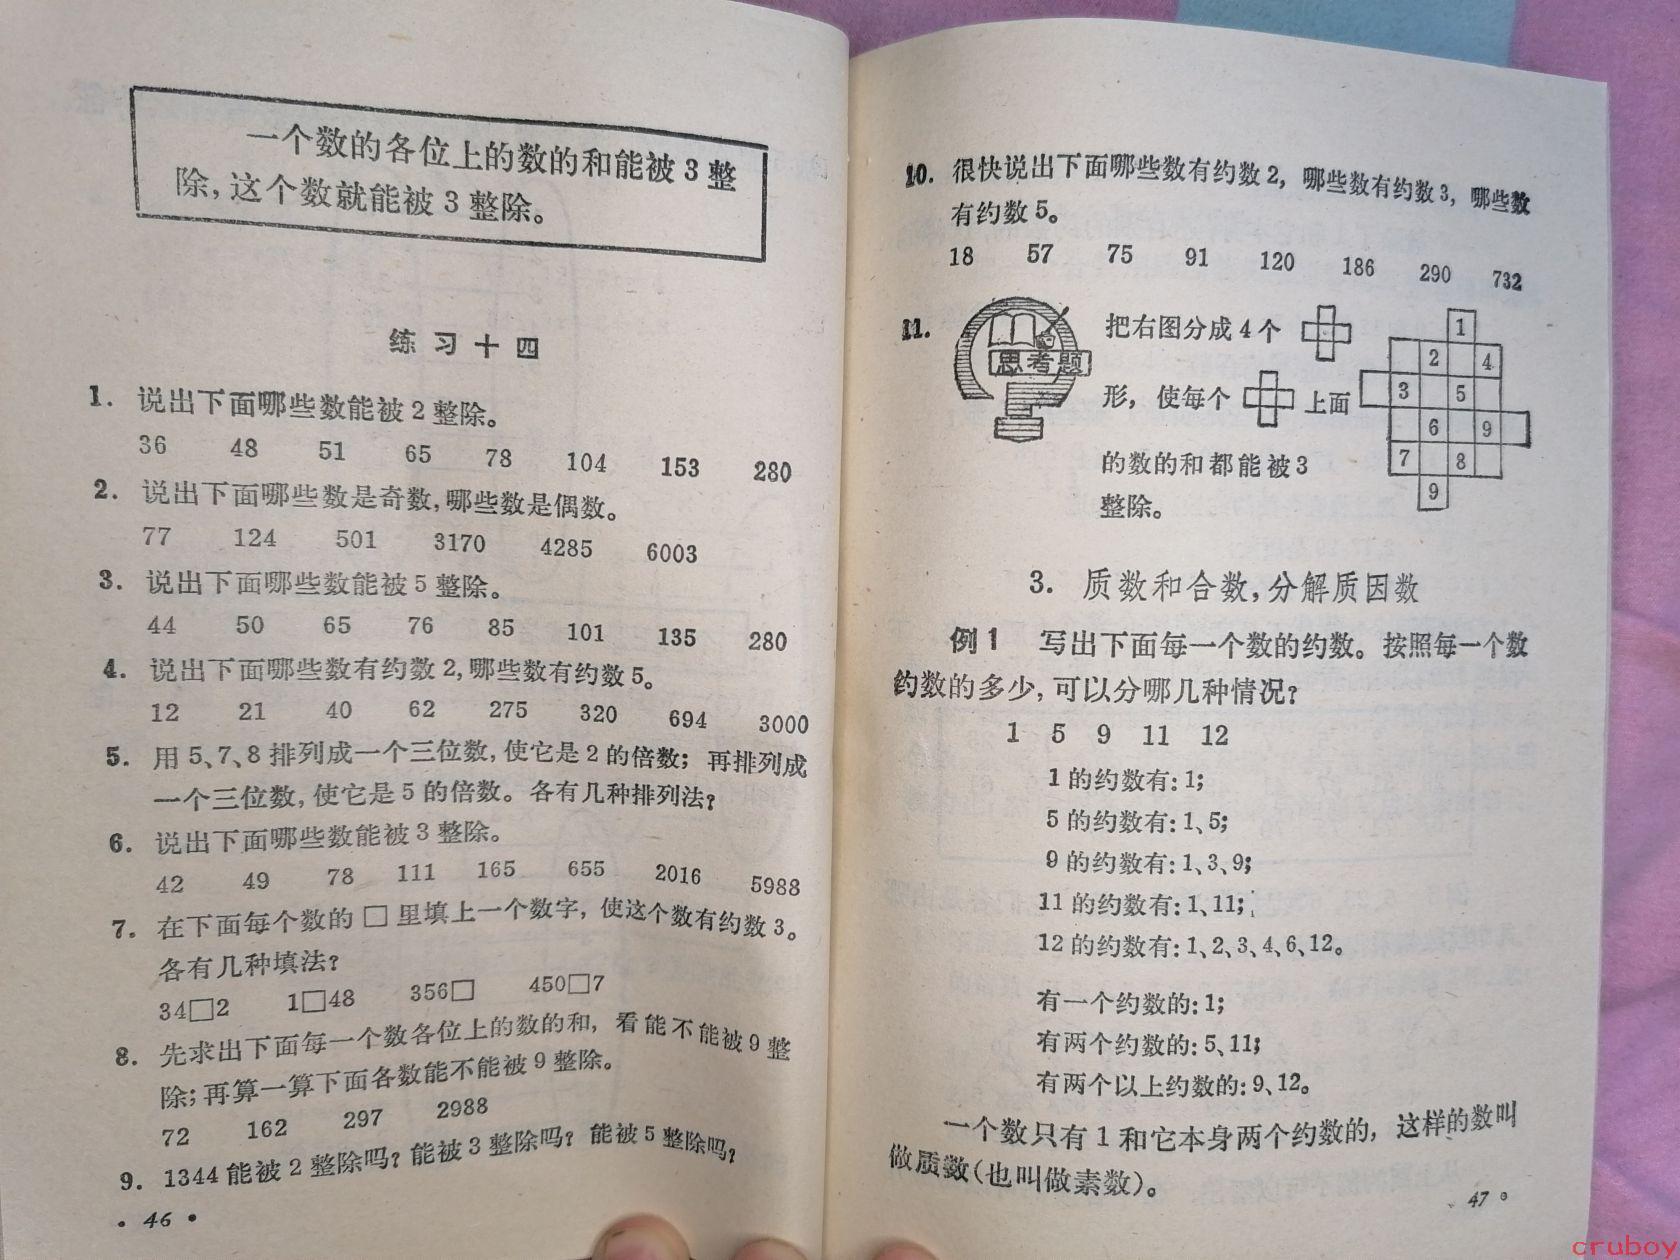 一个数的各位上的数的和能被3整
除,这个数就能被3整除。
练习十四
1. 说出下面哪些数能被2整除。
36 48 51 65 78 104 153 280
2. 说出下面哪些数是奇数,哪些数是偶数。
77 124 501 3170 4285 6003
3. 说出下面哪些数能被5整除。
44 50 65 76 85 101 135 280
4. 说出下面哪些数有约数2,哪些数有约数5。
12 21 40 62 275 320 694 3000
5. 用5、7、8排列成一个三位数,使它是2的倍数;再排列成
一个三位数,使它是5的倍数。各有几种排列法?
6. 说出下面哪些数能被3整除。
42 49 78 111 165 655 2016 5988
7. 在下面每个数的□里填上一个数字,使这个数有约数3。
各有几种填法?
34□2 1□48 356□ 450□7
8. 先求出下面每一个数各位上的数的和,看能不能被9整
除;再算一算下面各数能不能被9整除。
72 162 297 2988
9. 1344能被2整除吗?能被3整除吗?能被5整除吗?
• 46 •
10. 很快说出下面哪些数有约数2,哪些数有约数3,哪些数
有约数5。
18 57 75 91 120 186 290 732
11. 思考题 把右图分成4个
形,使每个 上面
的数的和都能被3
整除。
1
2 4
3 5
6 9
7 8
9
3. 质数和合数,分解质因数
例1 写出下面每一个数的约数。按照每一个数
约数的多少,可以分哪几种情况?
1 5 9 11 12
1的约数有:1;
5的约数有:1、5;
9的约数有:1、3、9;
11的约数有:1、11;
12的约数有:1、2、3、4、6、12。
有一个约数的:1;
有两个约数的:5、11;
有两个以上约数的:9、12。
一个数只有1和它本身两个约数的,这样的数叫
做质数(也叫做素数)。
47 •
cruboy